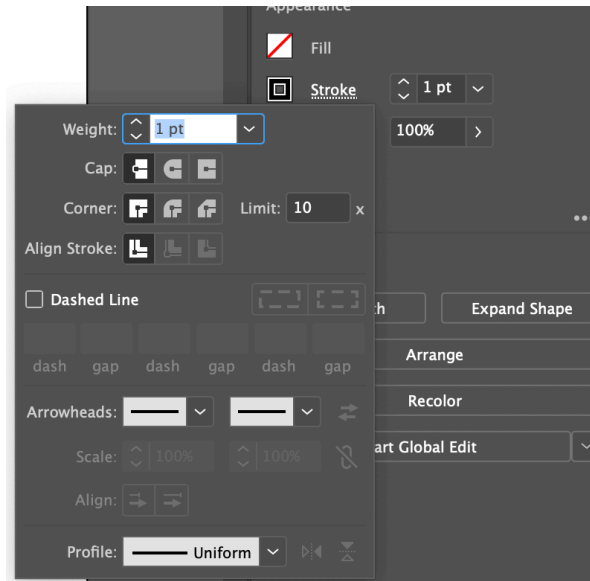 Appearance
Fill
Stroke
1 pt
100%
Weight: 1 pt
Cap:
Corner:
Limit: 10 x
Align Stroke:
Dashed Line
dash gap dash gap dash gap
Arrowheads:
Scale: 100% 100%
Align:
Profile: Uniform
Expand Shape
Arrange
Recolor
art Global Edit